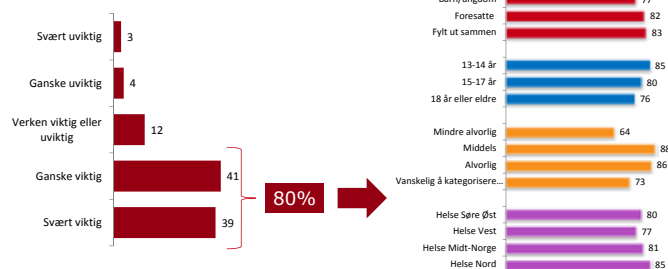 Svært uviktig 3
Ganske uviktig 4
Verken viktig eller
uviktig 12
Ganske viktig 41
Svært viktig 39
80%
Foresatte 82
Fylt ut sammen 83
13-14 år 85
15-17 år 80
18 år eller eldre 76
Mindre alvorlig 64
Middels 88
Alvorlig 86
Vanskelig å kategorisere... 73
Helse Søre Øst 80
Helse Vest 77
Helse Midt-Norge 81
Helse Nord 85